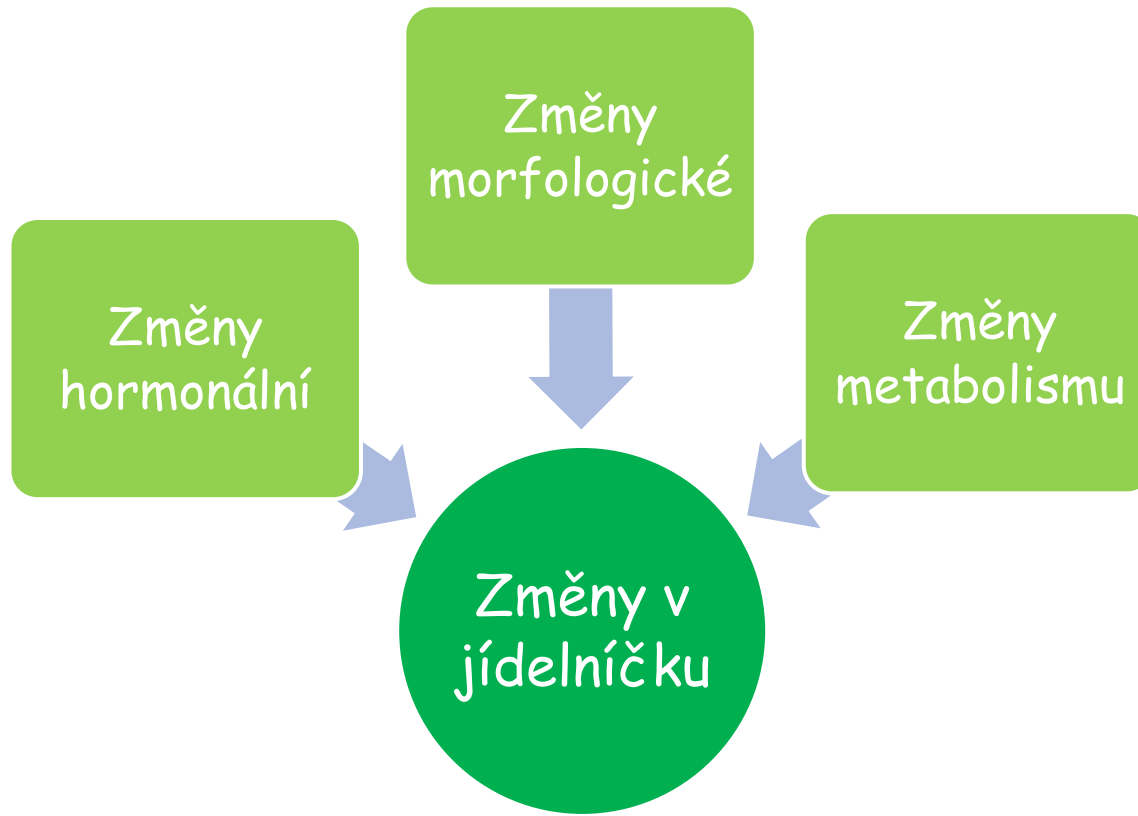 Změny
morfologické
Změny
hormonální
Změny
metabolismu
Změny v
jídelníčku